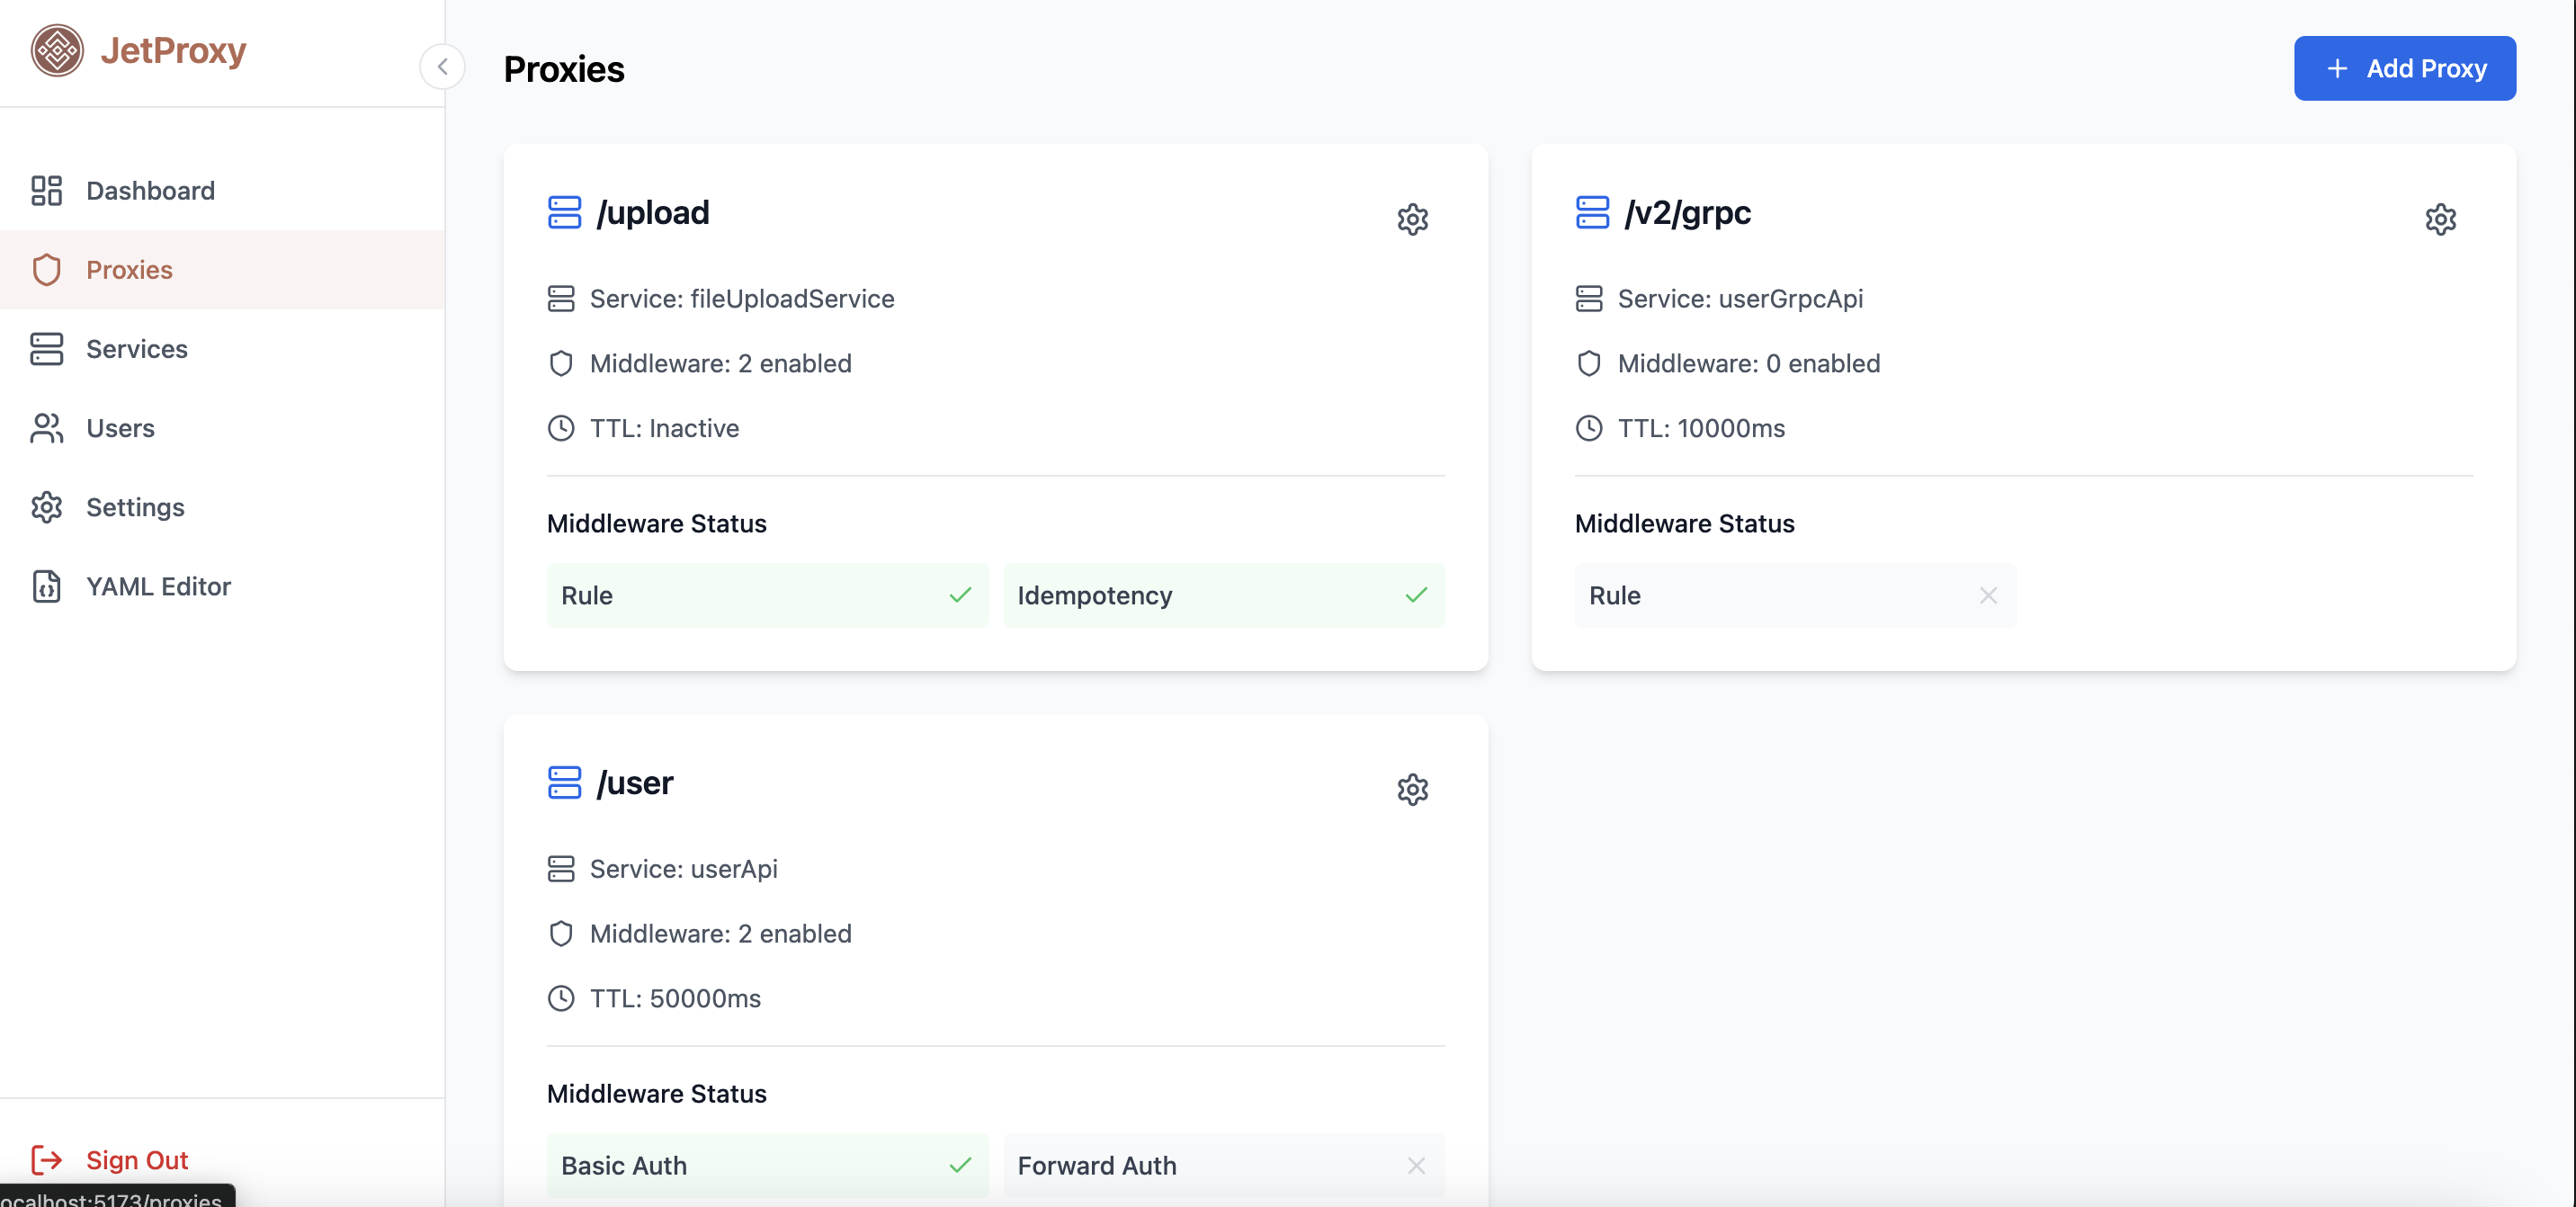 JetProxy
Dashboard
Proxies
Services
Users
Settings
YAML Editor
Sign Out
ocalhost:5173/proxies
Proxies
Add Proxy
/upload
Service: fileUploadService
Middleware: 2 enabled
TTL: Inactive
Middleware Status
Rule
Idempotency
/v2/grpc
Service: userGrpcApi
Middleware: 0 enabled
TTL: 10000ms
Middleware Status
Rule
/user
Service: userApi
Middleware: 2 enabled
TTL: 50000ms
Middleware Status
Basic Auth
Forward Auth